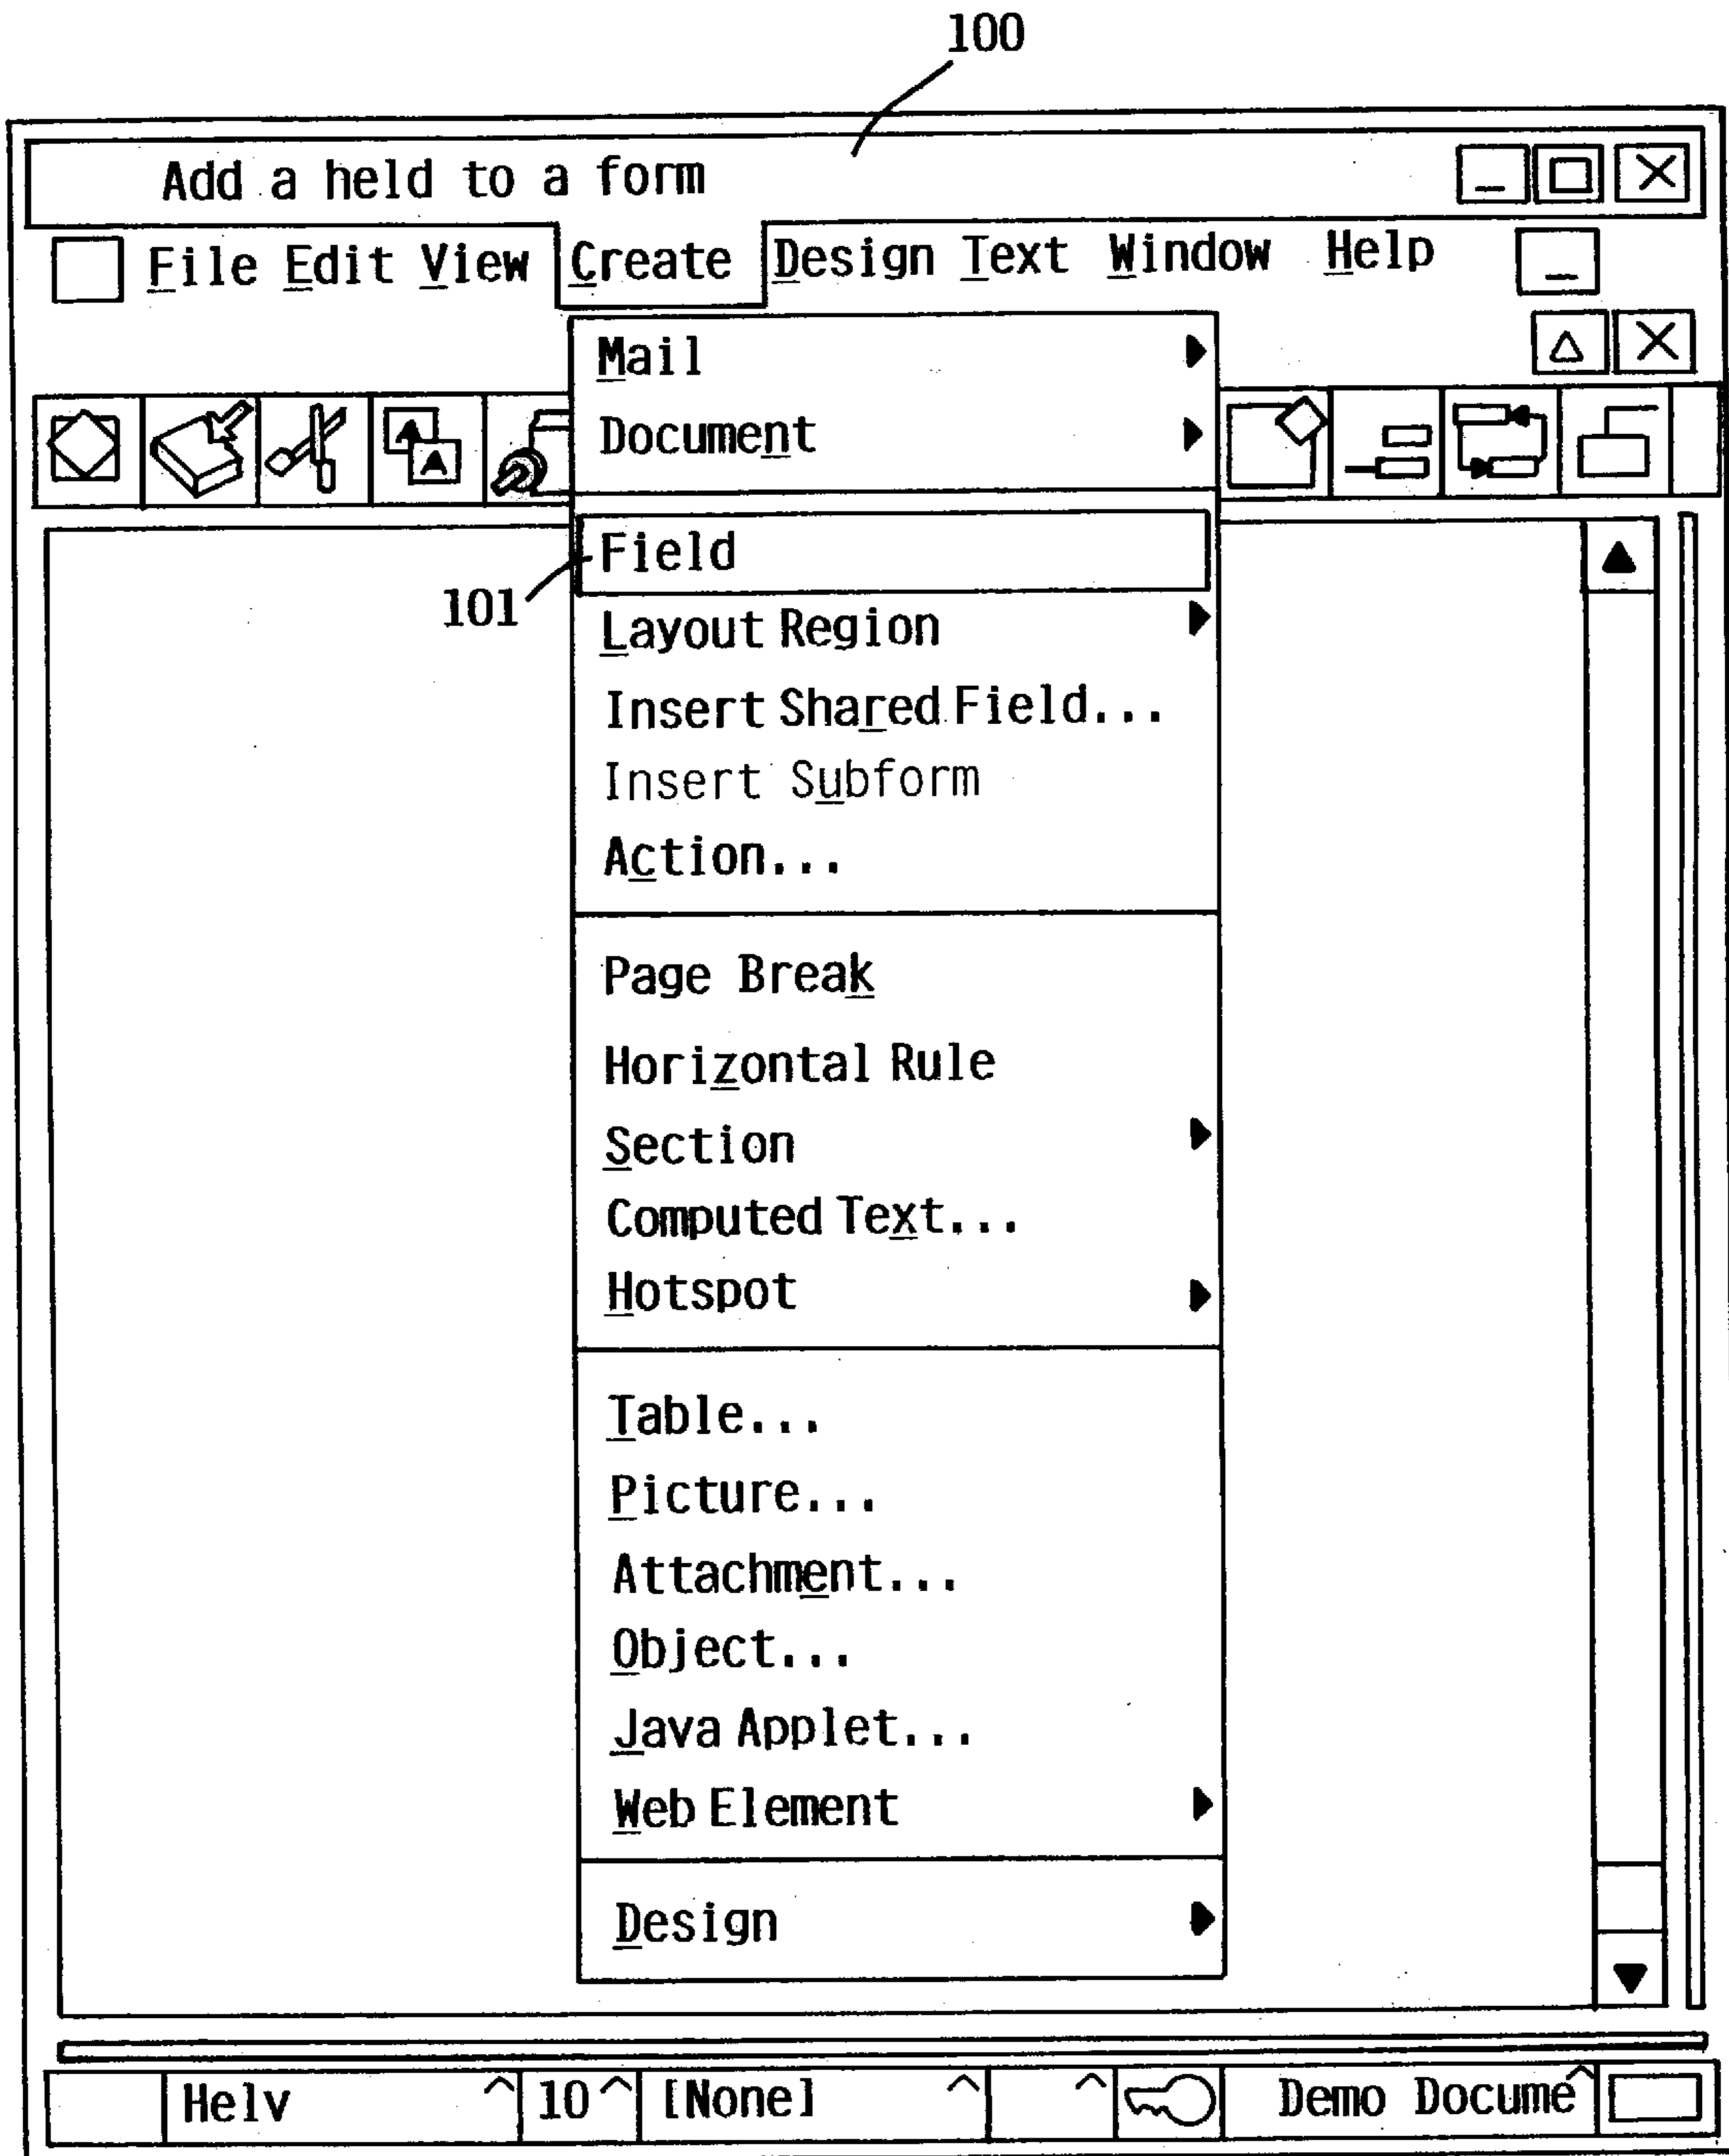 100
Add a held to a form
File Edit View Create Design Text Window Help
Mail
Document
Field
101
Layout Region
Insert Shared Field...
Insert Subform
Action...
Page Break
Horizontal Rule
Section
Computed Text...
Hotspot
Table...
Picture...
Attachment...
Object...
Java Applet...
Web Element
Design
Helv 10 [None] Demo Docume